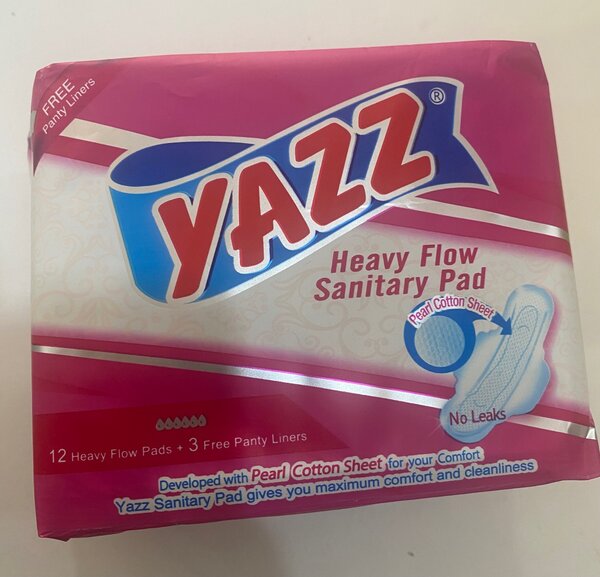 FREE
Panty Liners
YAZZ®
Heavy Flow
Sanitary Pad
Pearl Cotton Sheet
No Leaks
12 Heavy Flow Pads + 3 Free Panty Liners
Developed with Pearl Cotton Sheet for your Comfort
Yazz Sanitary Pad gives you maximum comfort and cleanliness